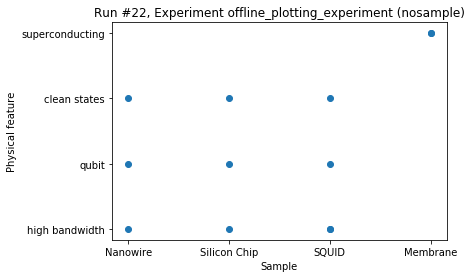 Run #22, Experiment offline_plotting_experiment (nosample)
superconducting
clean states
qubit
high bandwidth
Physical feature
Nanowire
Silicon Chip
SQUID
Membrane
Sample